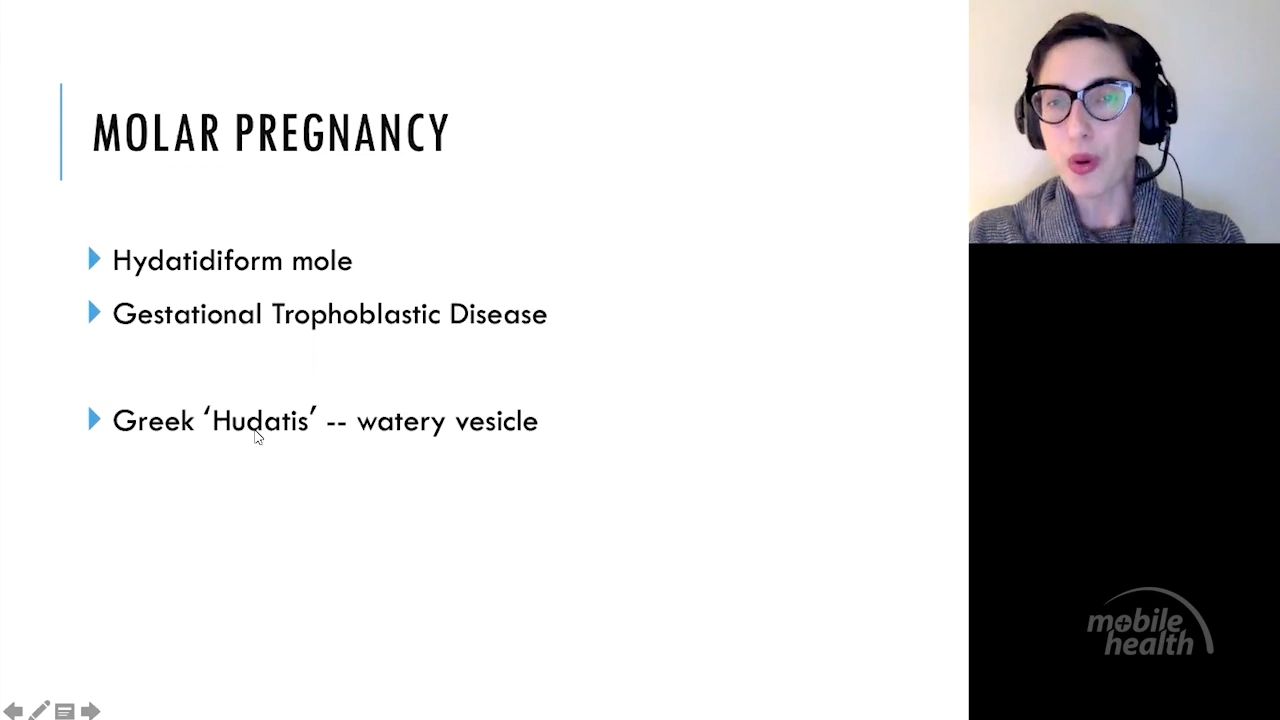 MOLAR PREGNANCY
Hydatidiform mole
Gestational Trophoblastic Disease
Greek ‘Hudatis’ -- watery vesicle
mobile
health